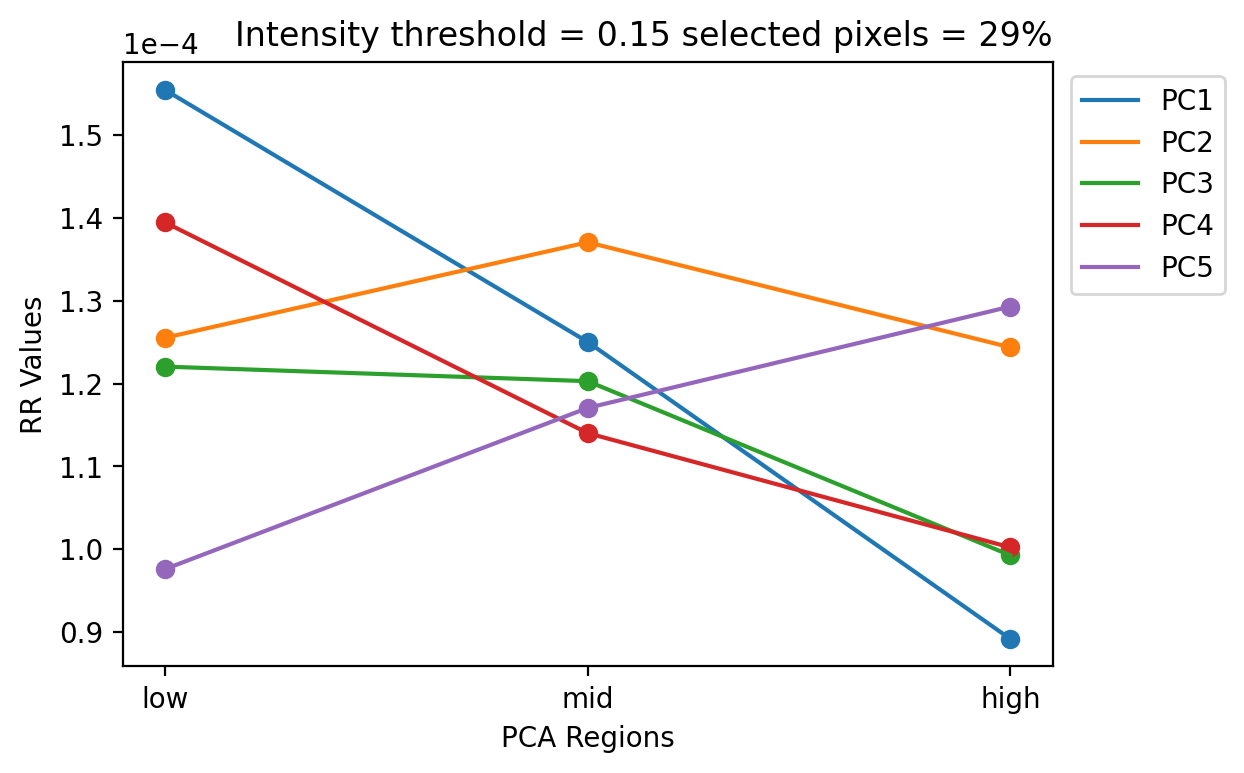 Intensity threshold = 0.15 selected pixels = 29%
1e−4
1.5
1.4
1.3
1.2
1.1
1.0
0.9
RR Values
low mid high
PCA Regions
PC1
PC2
PC3
PC4
PC5